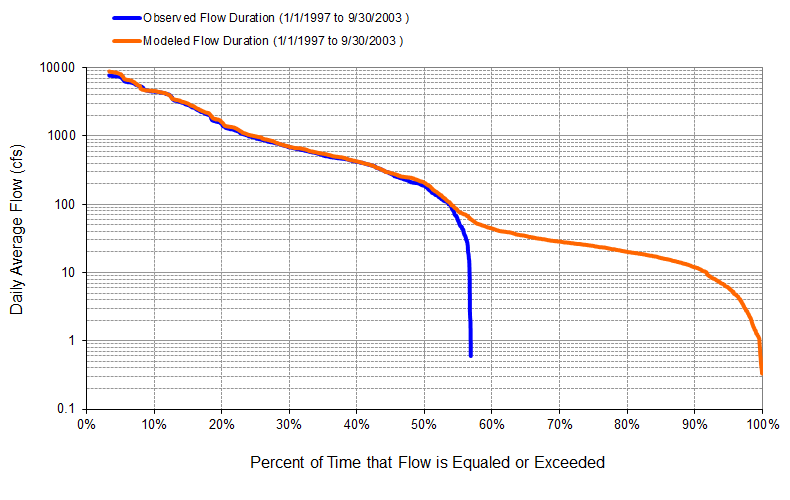 Observed Flow Duration (1/1/1997 to 9/30/2003 )
Modeled Flow Duration (1/1/1997 to 9/30/2003 )
10000
1000
100
10
1
0.1
Daily Average Flow (cfs)
0% 10% 20% 30% 40% 50% 60% 70% 80% 90% 100%
Percent of Time that Flow is Equaled or Exceeded